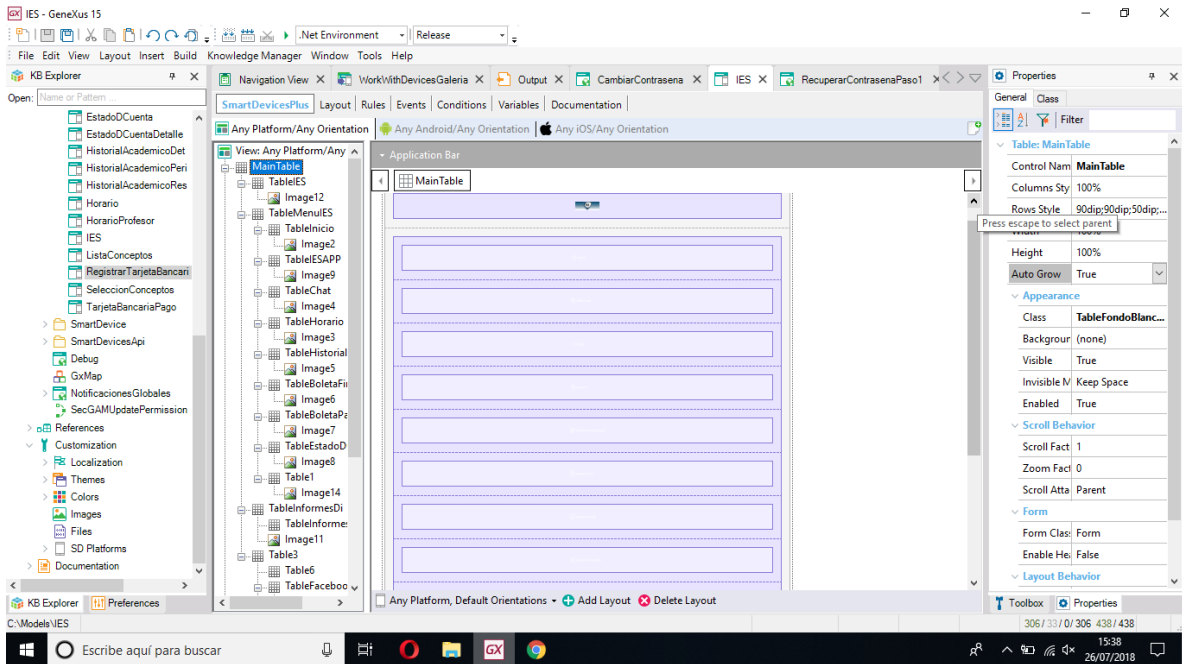 IES - GeneXus 15
.Net Environment
Release
File Edit View Layout Insert Build Knowledge Manager Window Tools Help
KB Explorer
Open: Name or Pattern ...
EstadoDCuenta
EstadoDCuentaDetalle
HistorialAcademicoDet
HistorialAcademicoPeri
HistorialAcademicoRes
Horario
HorarioProfesor
IES
ListaConceptos
RegistrarTarjetaBancari
SeleccionConceptos
TarjetaBancariaPago
SmartDevice
SmartDevicesApi
Debug
GxMap
NotificacionesGlobales
SecGAMUpdatePermission
References
Customization
Localization
Themes
Colors
Images
Files
SD Platforms
Documentation
KB Explorer Preferences
Navigation View WorkWithDevicesGaleria Output CambiarContrasena IES RecuperarContrasenaPaso1
SmartDevicesPlus Layout Rules Events Conditions Variables Documentation
Any Platform/Any Orientation Any Android/Any Orientation Any iOS/Any Orientation
View: Any Platform/Any
MainTable
TableIES
Image12
TableMenuIES
TableInicio
Image2
TableIESAPP
Image9
TableChat
Image4
TableHorario
Image3
TableHistorial
Image5
TableBoletaFi
Image6
TableBoletaPa
Image7
TableEstadoD
Image8
Table1
Image14
TableInformesDi
TableInformes
Image11
Table3
Table6
TableFaceboo
Application Bar
MainTable
Any Platform, Default Orientations Add Layout Delete Layout
Properties
General Class
Filter
Table: MainTable
Control Nam MainTable
Columns Sty 100%
Rows Style 90dip;90dip;50dip;...
Press escape to select parent
Height 100%
Auto Grow True
Appearance
Class TableFondoBlanc...
Backgrour (none)
Visible True
Invisible M Keep Space
Enabled True
Scroll Behavior
Scroll Fact 1
Zoom Fact 0
Scroll Atta Parent
Form
Form Clas: Form
Enable He False
Layout Behavior
Toolbox Properties
C:\Models\IES
306 / 33 / 0 / 306 438 / 438
Escribe aquí para buscar
GX
15:38
26/07/2018